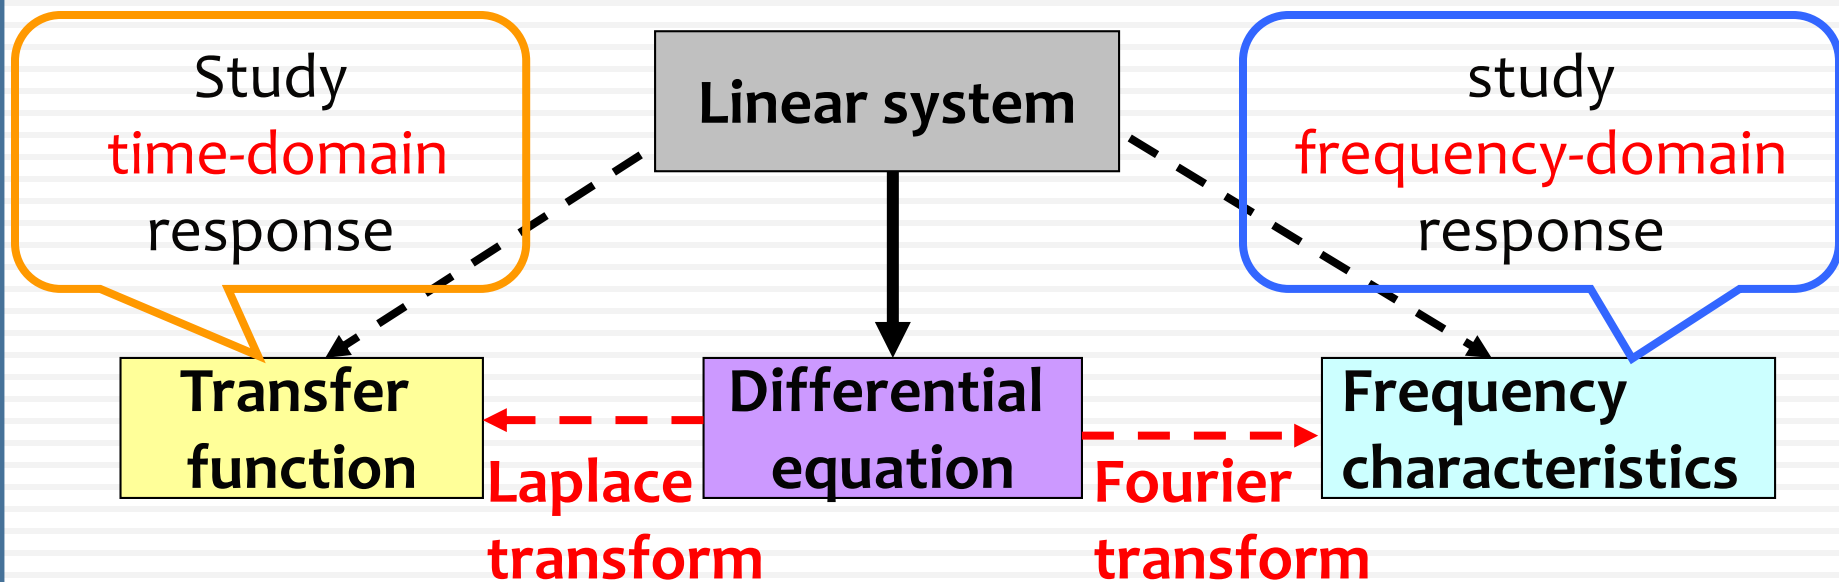 Study
time-domain
response
Linear system
study
frequency-domain
response
Transfer
function
Laplace
transform
Differential
equation
Fourier
transform
Frequency
characteristics